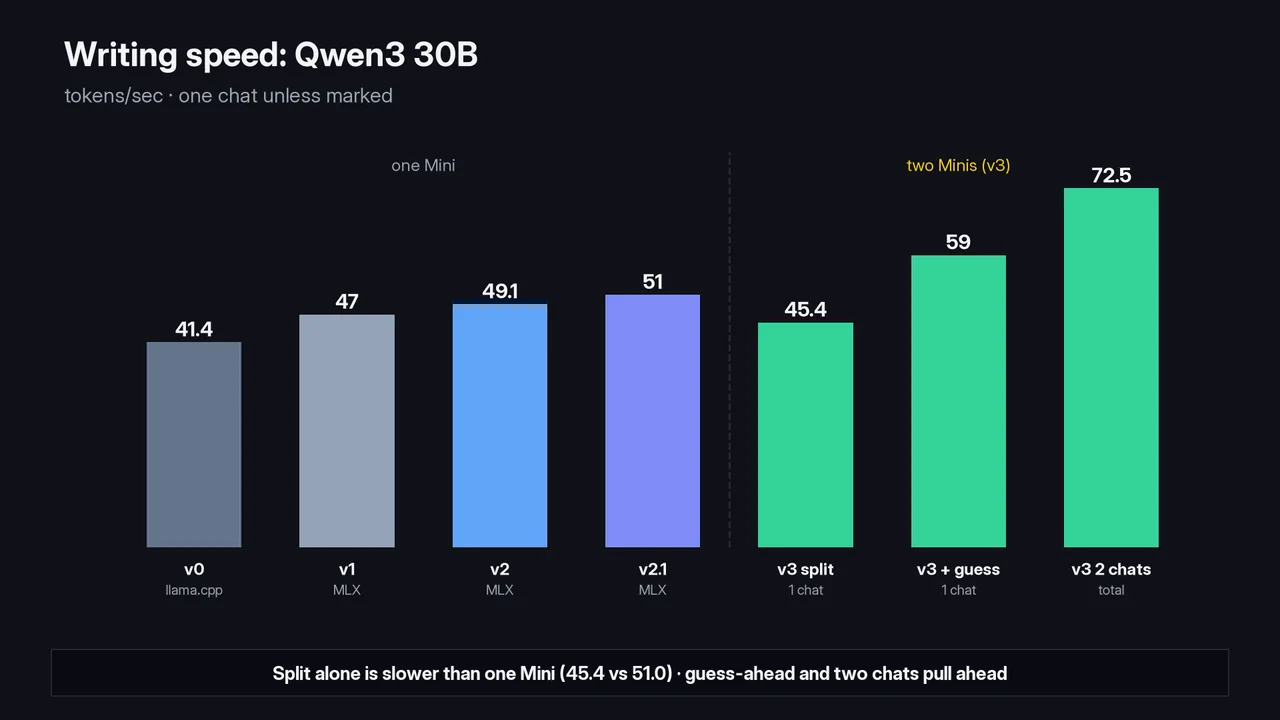 Writing speed: Qwen3 30B
tokens/sec · one chat unless marked
one Mini
two Minis (v3)
41.4
47
49.1
51
45.4
59
72.5
v0
llama.cpp
v1
MLX
v2
MLX
v2.1
MLX
v3 split
1 chat
v3 + guess
1 chat
v3 2 chats
total
Split alone is slower than one Mini (45.4 vs 51.0) · guess-ahead and two chats pull ahead